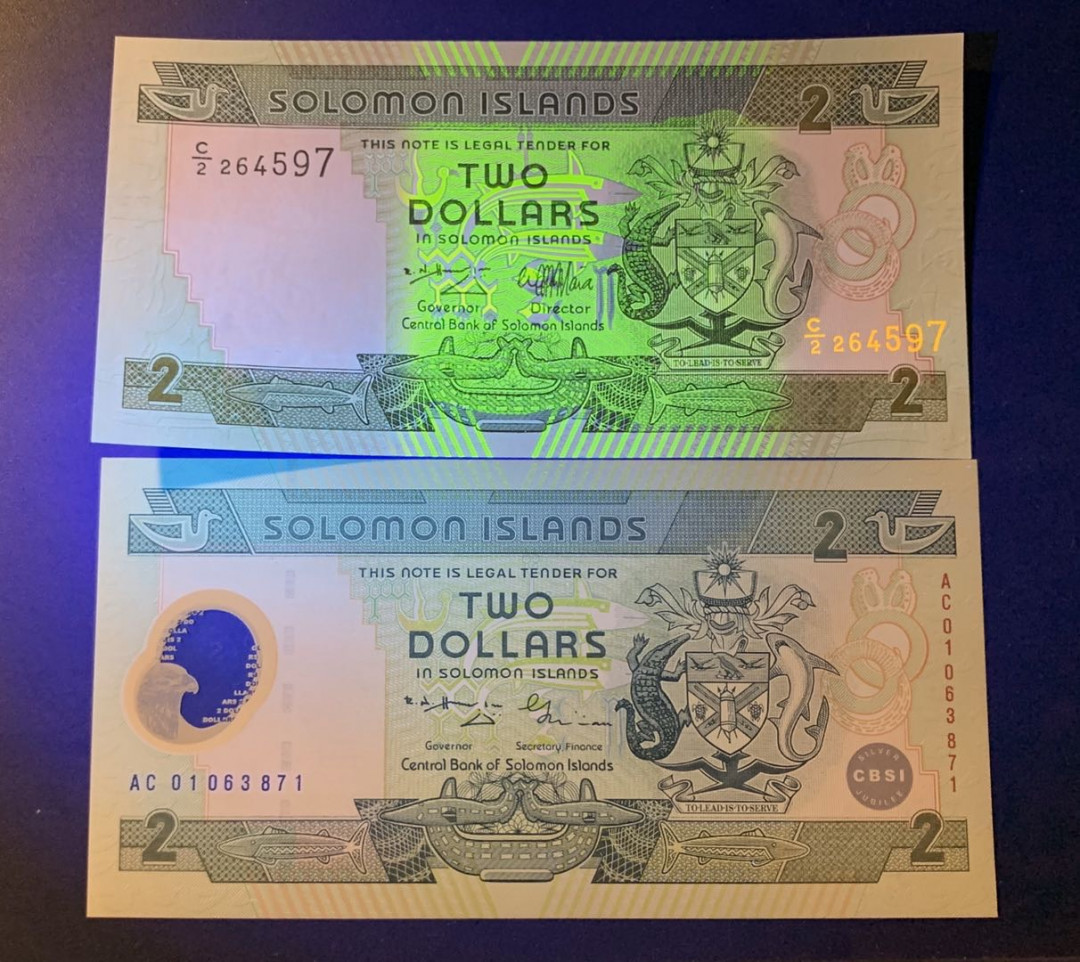 SOLOMON ISLANDS 2
C/2 264597
THIS NOTE IS LEGAL TENDER FOR
TWO
DOLLARS
IN SOLOMON ISLANDS
Governor Director
Central Bank of Solomon Islands
C/2 264597
TO·LEAD·IS·TO·SERVE
2 2
SOLOMON ISLANDS 2
THIS NOTE IS LEGAL TENDER FOR
TWO
DOLLARS
IN SOLOMON ISLANDS
AC 01063871
Governor Secretary, Finance
Central Bank of Solomon Islands
SILVER
CBSI
JUBILEE
AC 01063871
TO·LEAD·IS·TO·SERVE
2 2